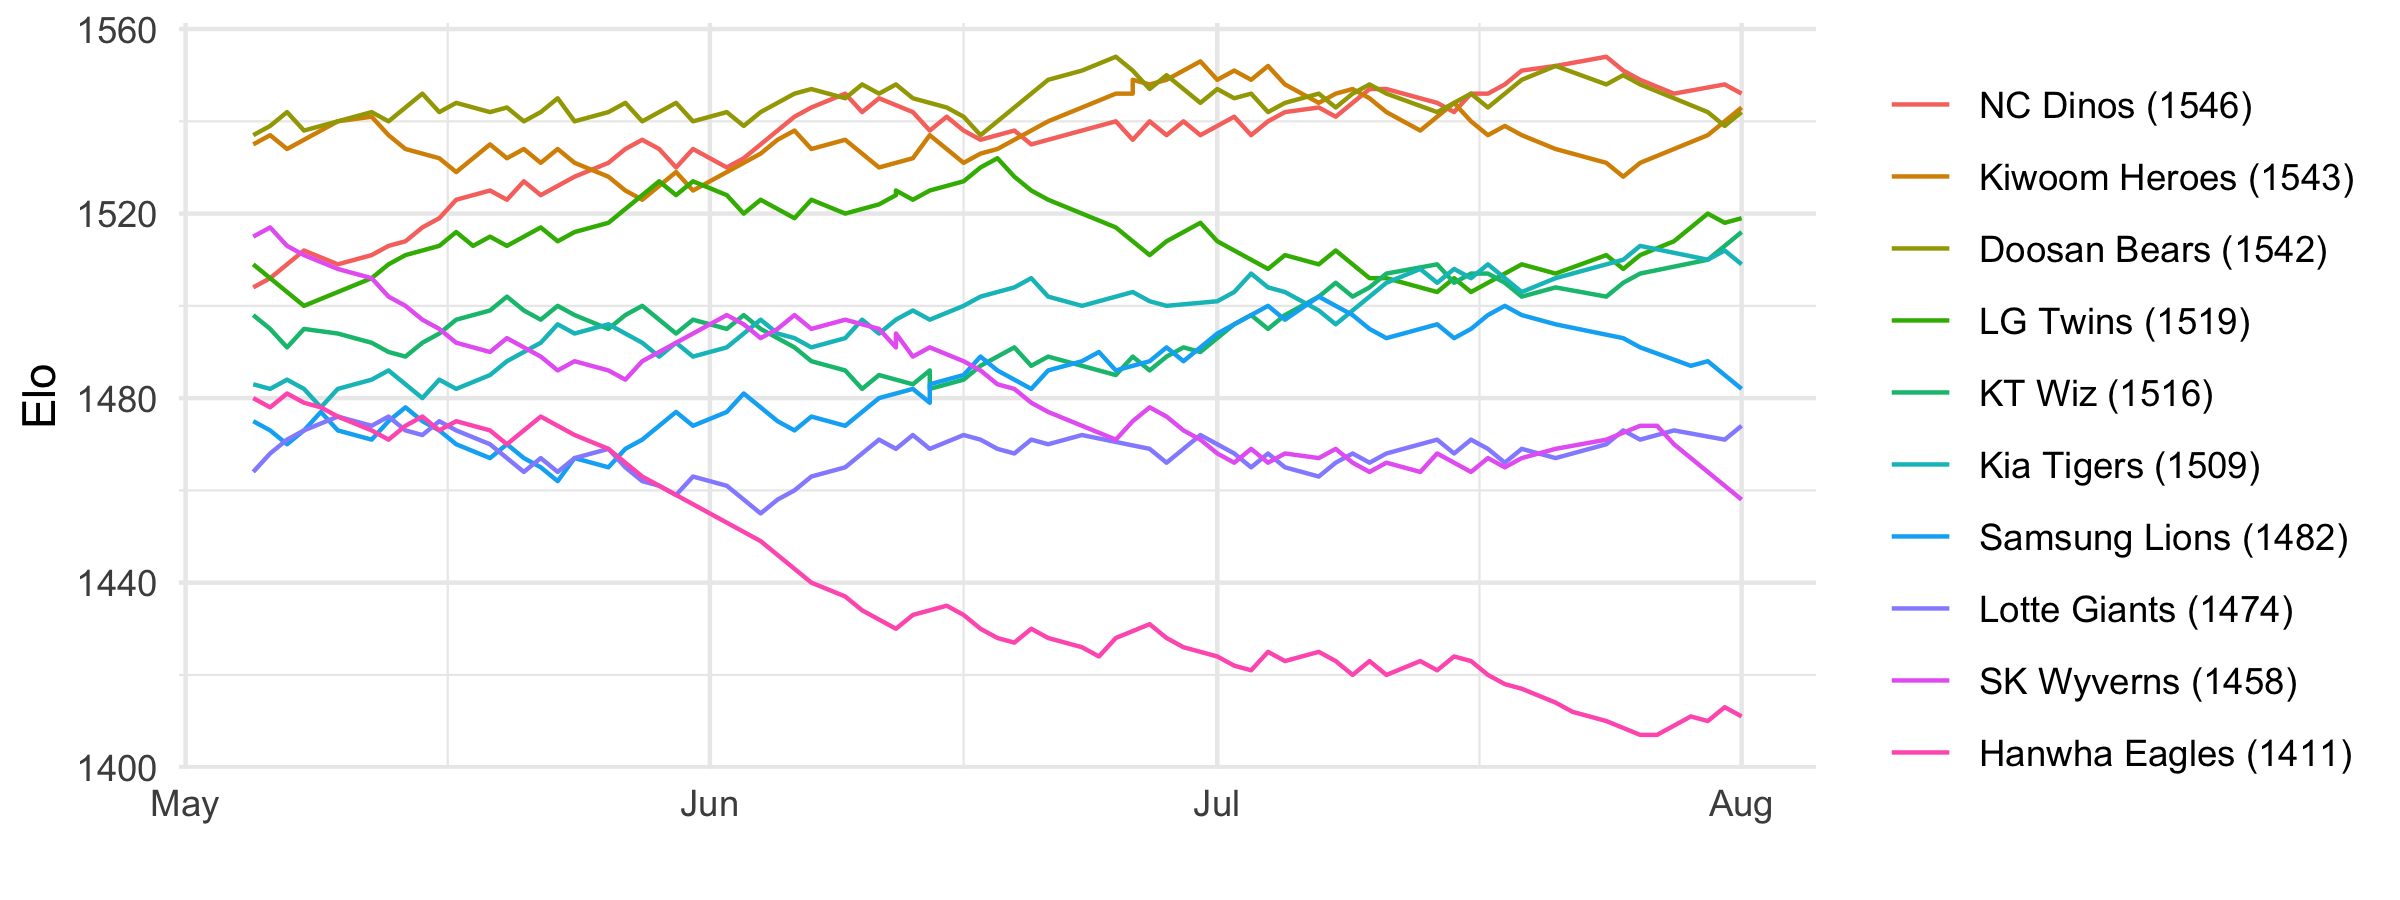 Elo
1560
1520
1480
1440
1400
May Jun Jul Aug
NC Dinos (1546)
Kiwoom Heroes (1543)
Doosan Bears (1542)
LG Twins (1519)
KT Wiz (1516)
Kia Tigers (1509)
Samsung Lions (1482)
Lotte Giants (1474)
SK Wyverns (1458)
Hanwha Eagles (1411)